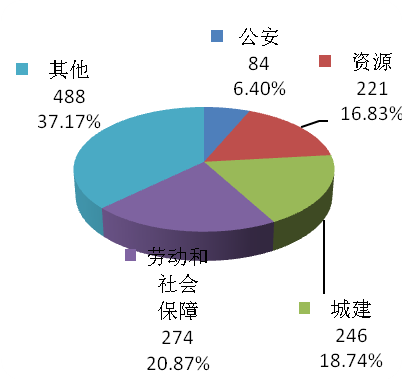 公安
84
6.40%
资源
221
16.83%
城建
246
18.74%
劳动和
社会
保障
274
20.87%
其他
488
37.17%